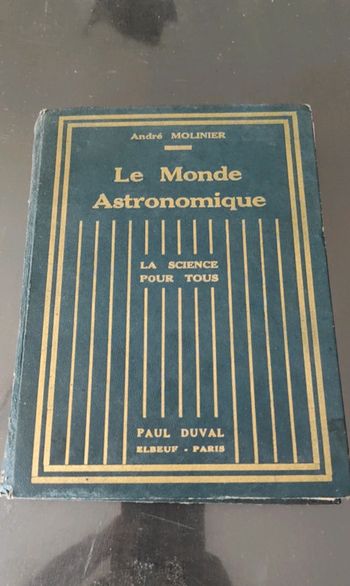 André MOLINIER
Le Monde
Astronomique
LA SCIENCE
POUR TOUS
PAUL DUVAL
ELBEUF - PARIS